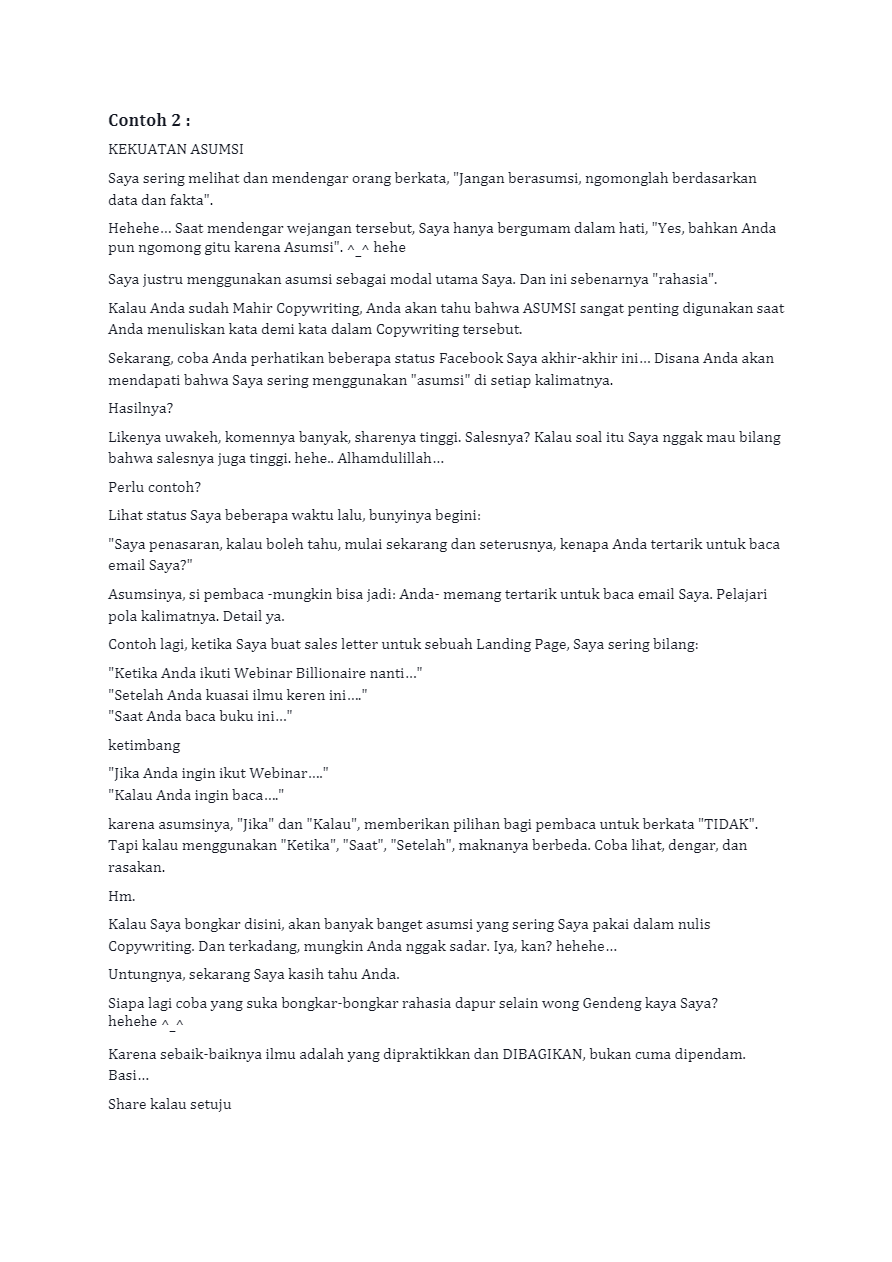 Contoh 2 :
KEKUATAN ASUMSI
Saya sering melihat dan mendengar orang berkata, "Jangan berasumsi, ngomonglah berdasarkan
data dan fakta".
Hehehe... Saat mendengar wejangan tersebut, Saya hanya bergumam dalam hati, "Yes, bahkan Anda
pun ngomong gitu karena Asumsi". ^_^ hehe
Saya justru menggunakan asumsi sebagai modal utama Saya. Dan ini sebenarnya "rahasia".
Kalau Anda sudah Mahir Copywriting, Anda akan tahu bahwa ASUMSI sangat penting digunakan saat
Anda menuliskan kata demi kata dalam Copywriting tersebut.
Sekarang, coba Anda perhatikan beberapa status Facebook Saya akhir-akhir ini... Disana Anda akan
mendapati bahwa Saya sering menggunakan "asumsi" di setiap kalimatnya.
Hasilnya?
Likenya uwakeh, komennya banyak, sharenya tinggi. Salesnya? Kalau soal itu Saya nggak mau bilang
bahwa salesnya juga tinggi. hehe.. Alhamdulillah...
Perlu contoh?
Lihat status Saya beberapa waktu lalu, bunyinya begini:
"Saya penasaran, kalau boleh tahu, mulai sekarang dan seterusnya, kenapa Anda tertarik untuk baca
email Saya?"
Asumsinya, si pembaca -mungkin bisa jadi: Anda- memang tertarik untuk baca email Saya. Pelajari
pola kalimatnya. Detail ya.
Contoh lagi, ketika Saya buat sales letter untuk sebuah Landing Page, Saya sering bilang:
"Ketika Anda ikuti Webinar Billionaire nanti..."
"Setelah Anda kuasai ilmu keren ini...."
"Saat Anda baca buku ini..."
ketimbang
"Jika Anda ingin ikut Webinar...."
"Kalau Anda ingin baca...."
karena asumsinya, "Jika" dan "Kalau", memberikan pilihan bagi pembaca untuk berkata "TIDAK".
Tapi kalau menggunakan "Ketika", "Saat", "Setelah", maknanya berbeda. Coba lihat, dengar, dan
rasakan.
Hm.
Kalau Saya bongkar disini, akan banyak banget asumsi yang sering Saya pakai dalam nulis
Copywriting. Dan terkadang, mungkin Anda nggak sadar. Iya, kan? hehehe...
Untungnya, sekarang Saya kasih tahu Anda.
Siapa lagi coba yang suka bongkar-bongkar rahasia dapur selain wong Gendeng kaya Saya?
hehehe ^_^
Karena sebaik-baiknya ilmu adalah yang dipraktikkan dan DIBAGIKAN, bukan cuma dipendam.
Basi...
Share kalau setuju